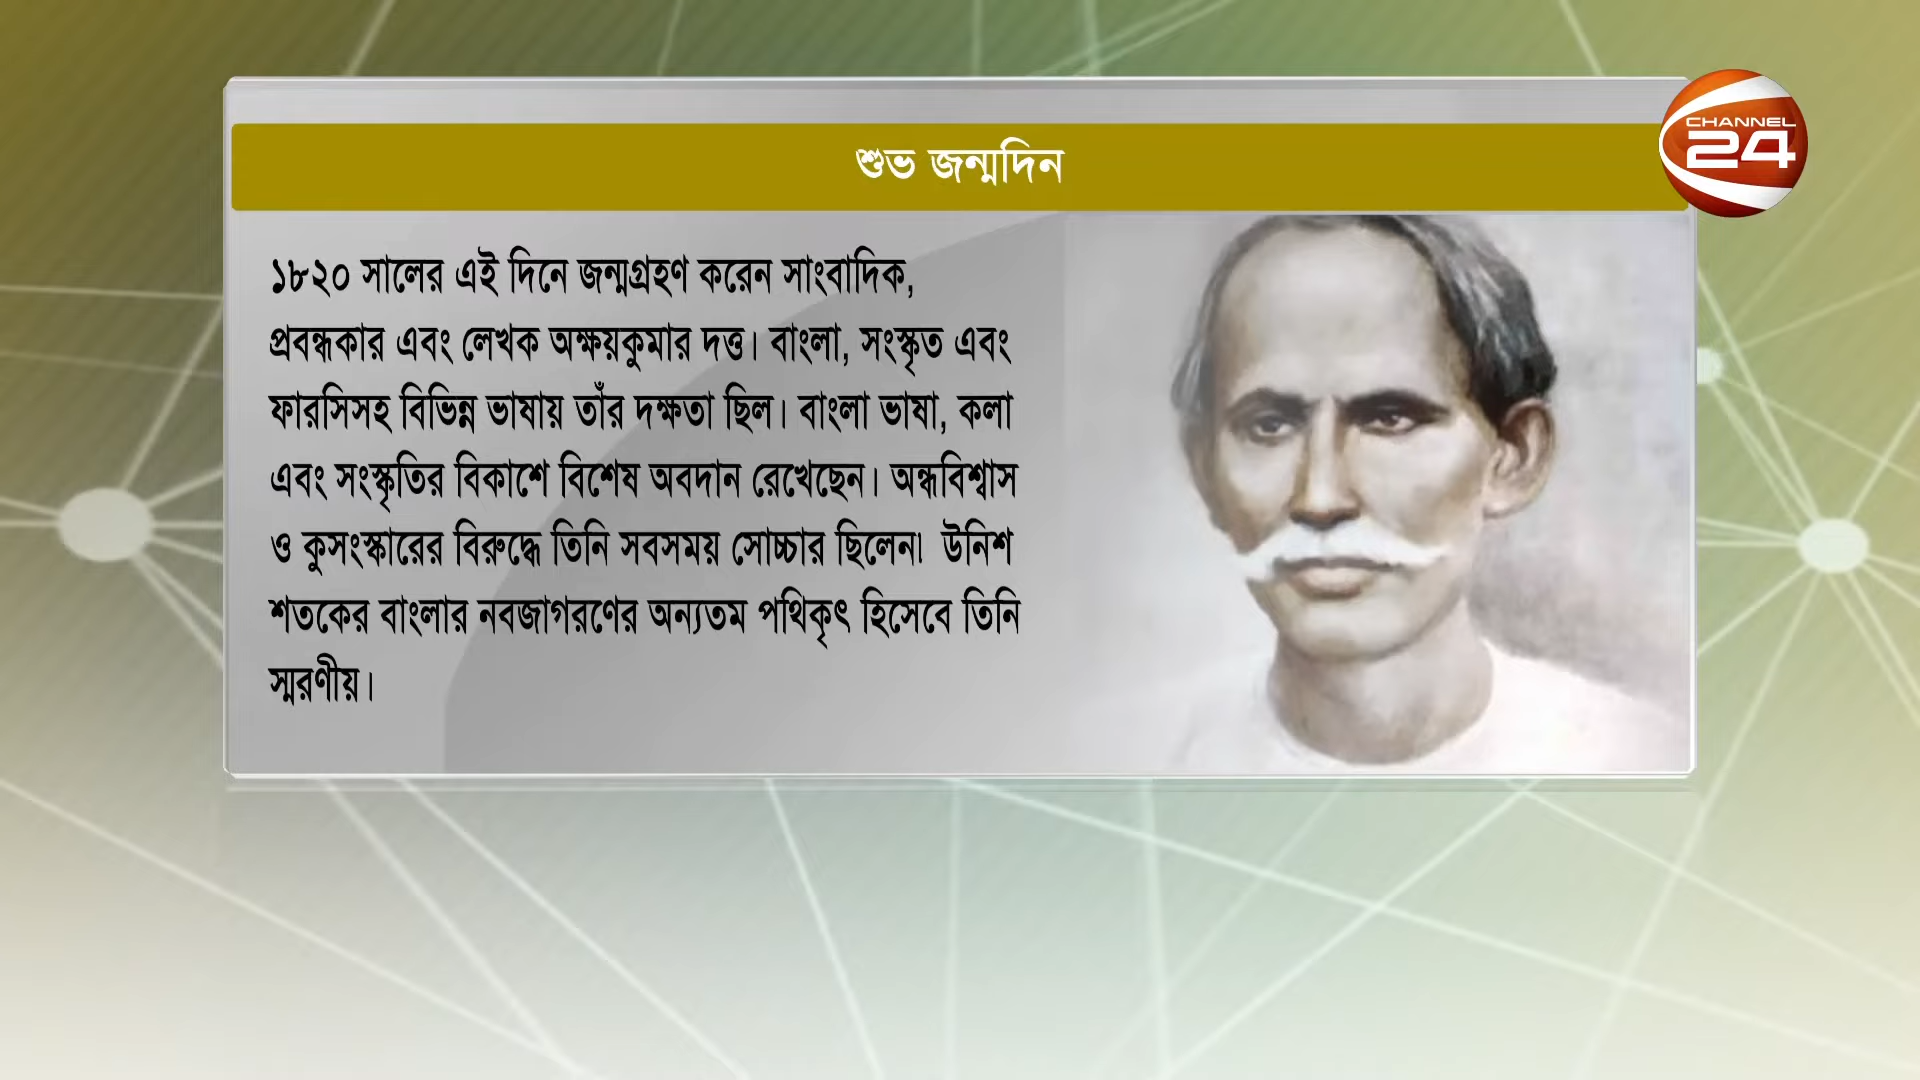 CHANNEL
24
শুভ জন্মদিন
১৮২০ সালের এই দিনে জন্মগ্রহণ করেন সাংবাদিক,
প্রবন্ধকার এবং লেখক অক্ষয়কুমার দত্ত। বাংলা, সংস্কৃত এবং
ফারসিসহ বিভিন্ন ভাষায় তাঁর দক্ষতা ছিল। বাংলা ভাষা, কলা
এবং সংস্কৃতির বিকাশে বিশেষ অবদান রেখেছেন। অন্ধবিশ্বাস
ও কুসংস্কারের বিরুদ্ধে তিনি সবসময় সোচ্চার ছিলেন৷ উনিশ
শতকের বাংলার নবজাগরণের অন্যতম পথিকৃৎ হিসেবে তিনি
স্মরণীয়।